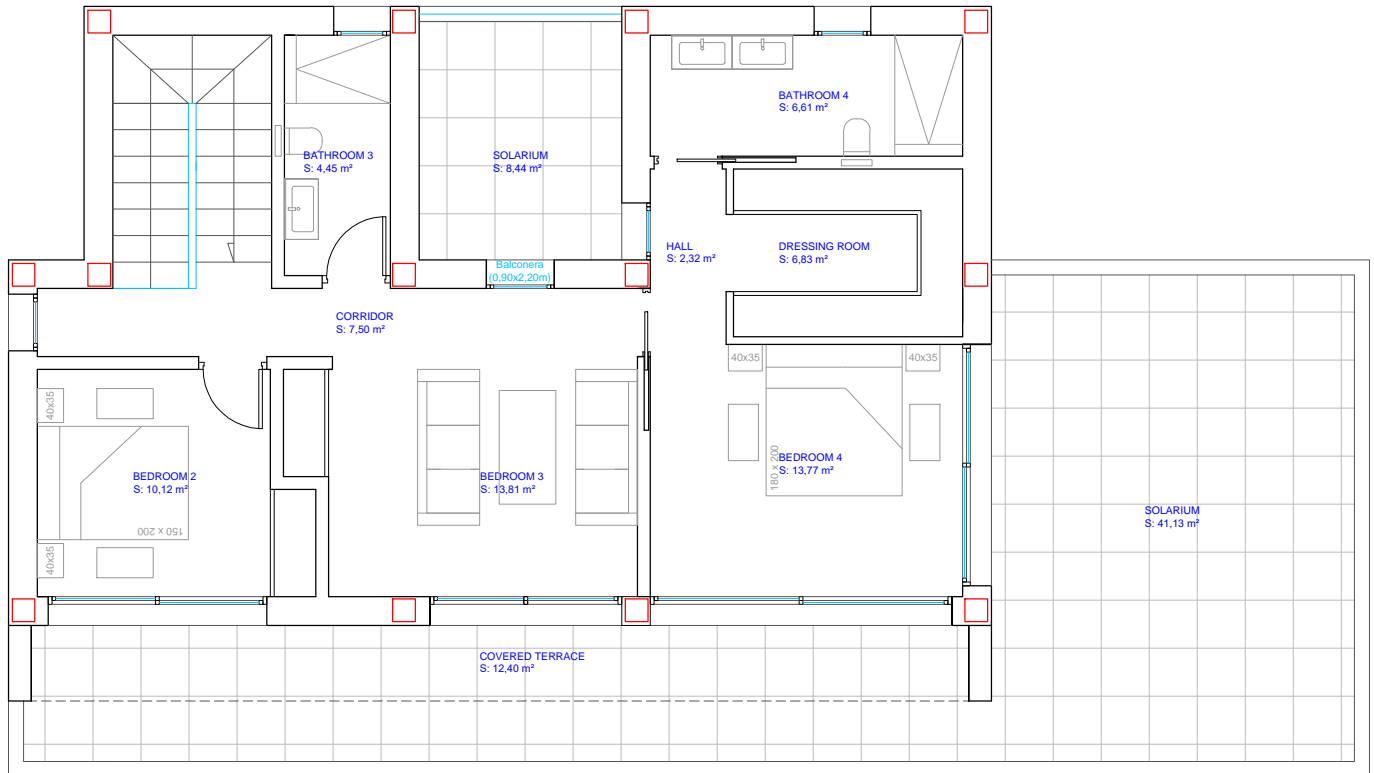 BATHROOM 4
S: 6,61 m²
BATHROOM 3
S: 4,45 m²
SOLARIUM
S: 8,44 m²
HALL
S: 2,32 m²
DRESSING ROOM
S: 6,83 m²
Balconera
(0,90x2,20m)
CORRIDOR
S: 7,50 m²
40x35
40x35
40x35
BEDROOM 2
S: 10,12 m²
150 x 200
40x35
BEDROOM 3
S: 13,81 m²
BEDROOM 4
S: 13,77 m²
180 x 200
SOLARIUM
S: 41,13 m²
COVERED TERRACE
S: 12,40 m²